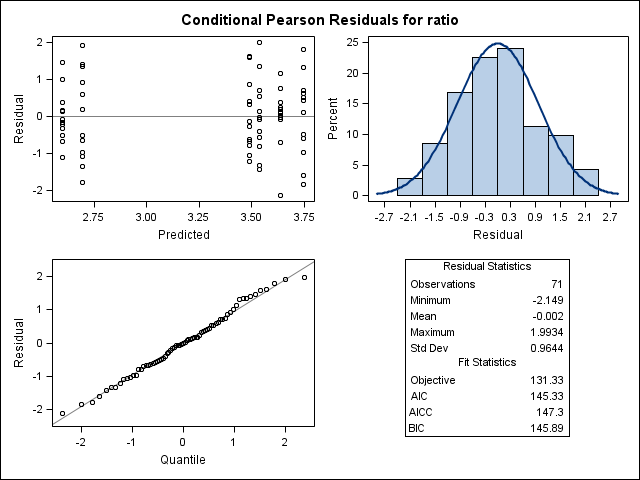 Conditional Pearson Residuals for ratio
2
1
0
-1
-2
Residual
2.75 3.00 3.25 3.50 3.75
Predicted
25
20
15
10
5
0
Percent
-2.7 -2.1 -1.5 -0.9 -0.3 0.3 0.9 1.5 2.1 2.7
Residual
2
1
0
-1
-2
Residual
-2 -1 0 1 2
Quantile
Residual Statistics
Observations 71
Minimum -2.149
Mean -0.002
Maximum 1.9934
Std Dev 0.9644
Fit Statistics
Objective 131.33
AIC 145.33
AICC 147.3
BIC 145.89